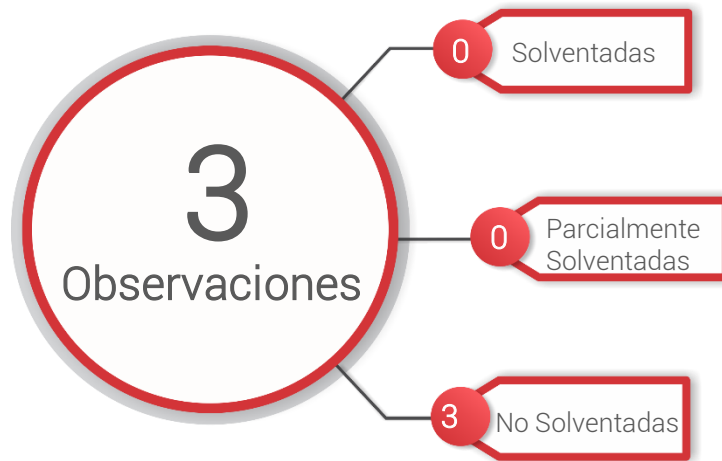 3
Observaciones
0
Solventadas
0
Parcialmente
Solventadas
3
No Solventadas